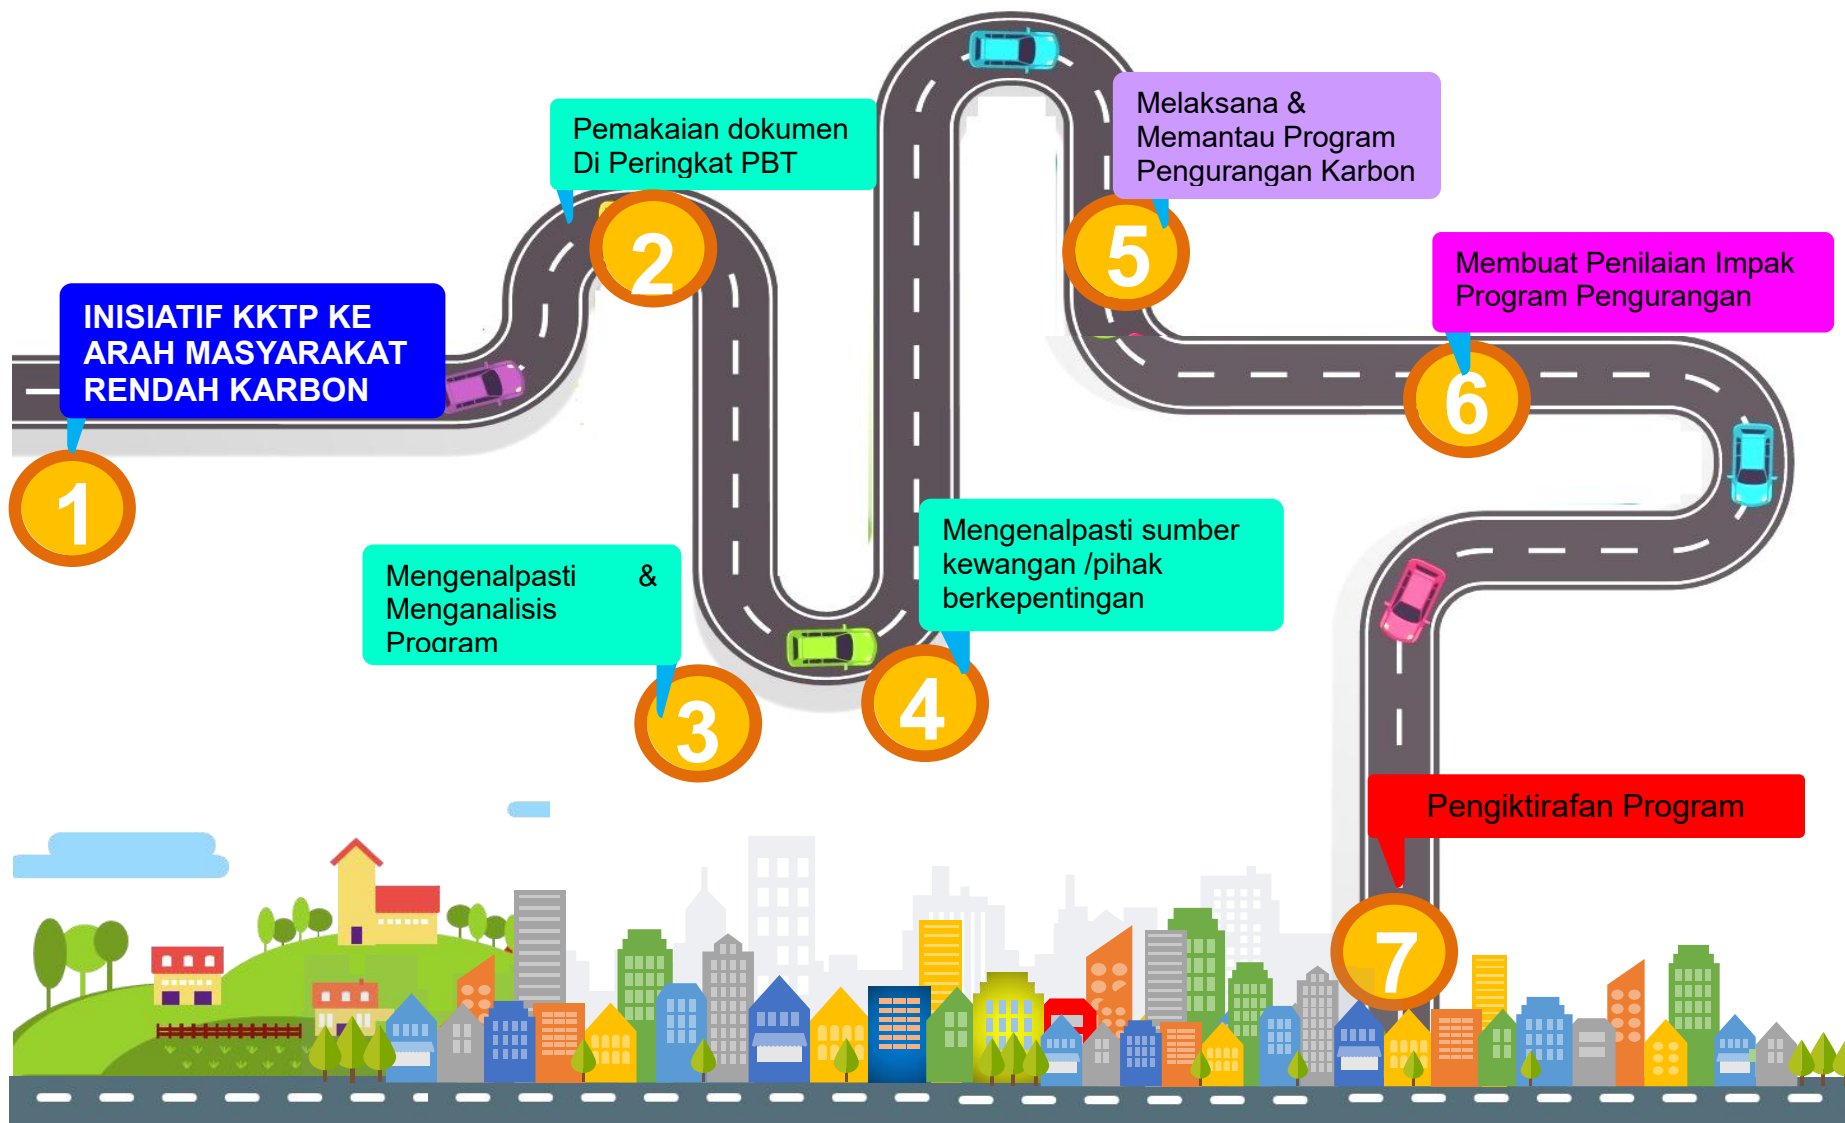 INISIATIF KKTP KE
ARAH MASYARAKAT
RENDAH KARBON
1
Pemakaian dokumen
Di Peringkat PBT
2
Mengenalpasti &
Menganalisis
Program
3
Mengenalpasti sumber
kewangan /pihak
berkepentingan
4
Melaksana &
Memantau Program
Pengurangan Karbon
5
Membuat Penilaian Impak
Program Pengurangan
6
Pengiktirafan Program
7